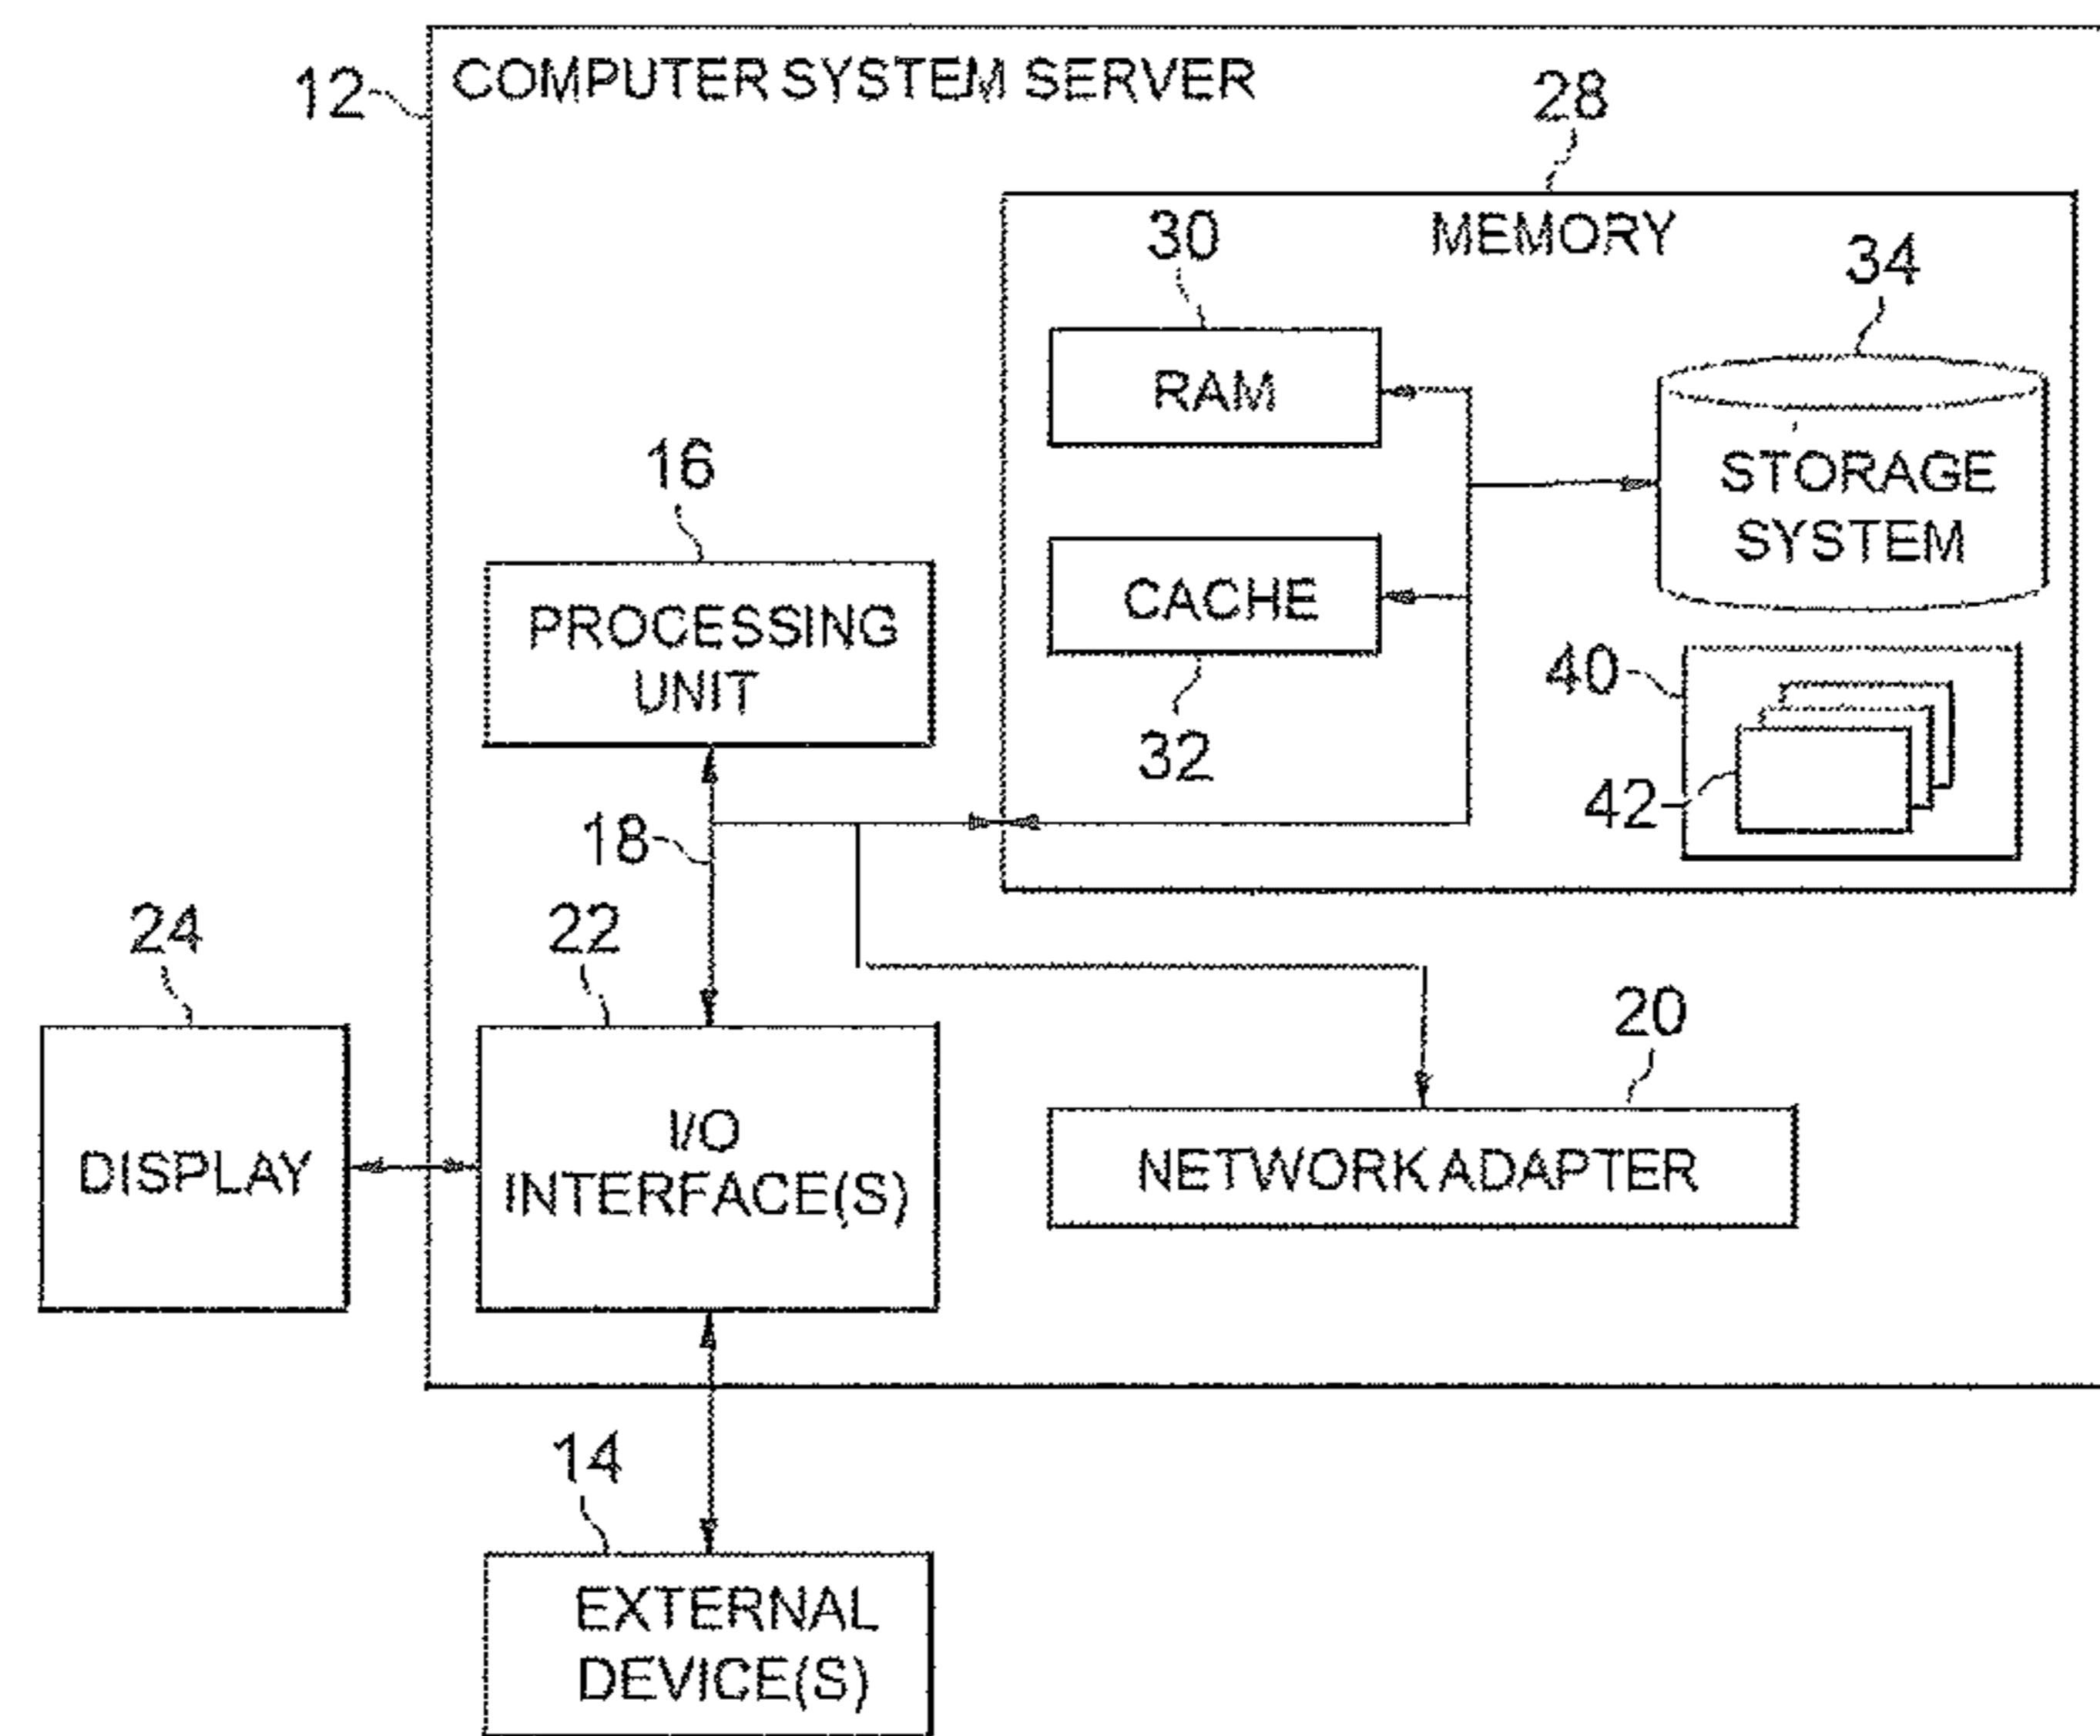 12
COMPUTER SYSTEM SERVER
28
MEMORY
30
34
RAM
STORAGE
SYSTEM
16
PROCESSING
UNIT
CACHE
32
40
42
18
24
22
20
DISPLAY
I/O
INTERFACE(S)
NETWORK ADAPTER
14
EXTERNAL
DEVICE(S)